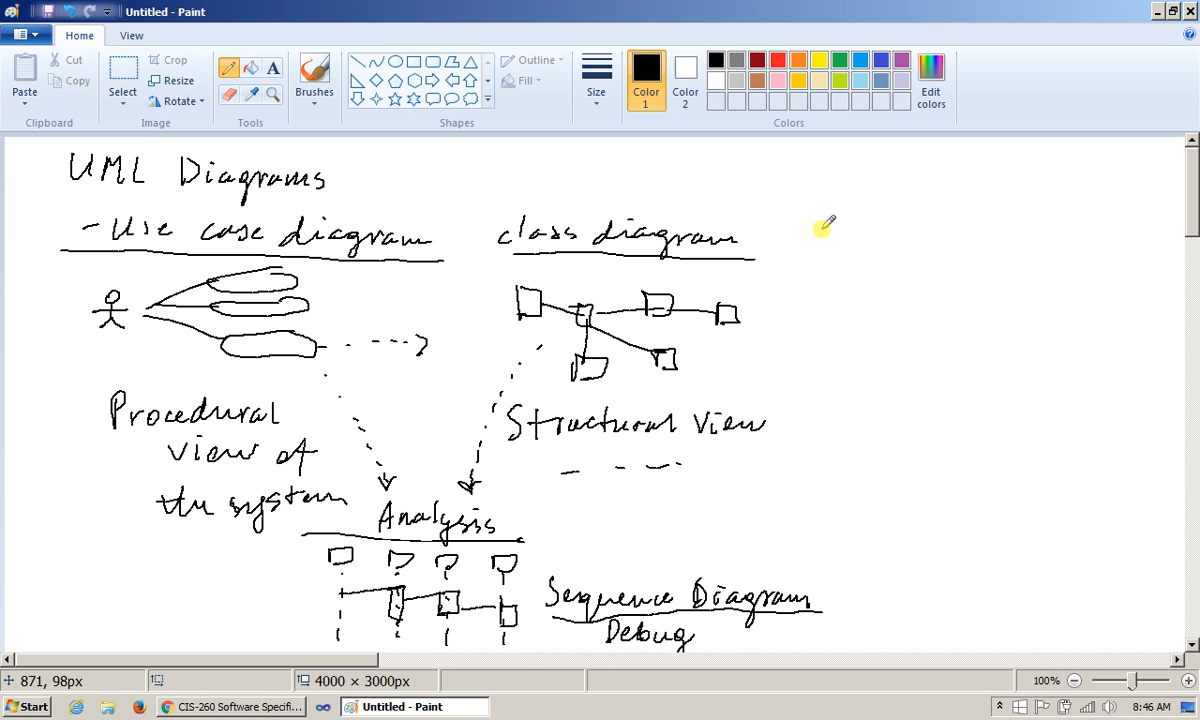 Untitled - Paint
Home View
Paste
Cut
Copy
Clipboard
Select
Crop
Resize
Rotate
Image
Tools
Brushes
Shapes
Outline
Fill
Size
Color 1
Color 2
Edit colors
Colors
UML Diagrams
- Use case diagram
class diagram
Procedural
view of
the system
Structural View
Analysis
Sequence Diagram
Debug
871, 98px
4000 × 3000px
100%
Start
CIS-260 Software Specifi...
Untitled - Paint
8:46 AM